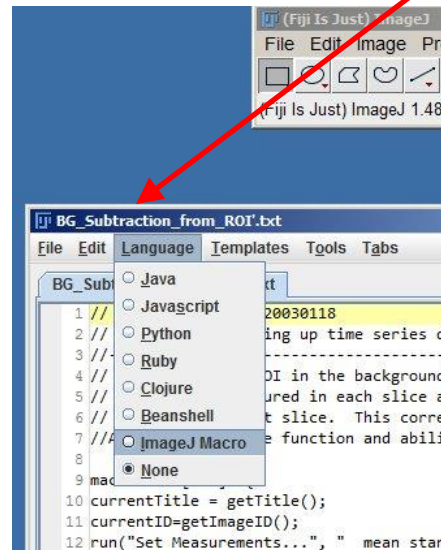 (Fiji Is Just) ImageJ
File Edit Image Pr
(Fiji Is Just) ImageJ 1.48
BG_Subtraction_from_ROI'.txt
File Edit Language Templates Tools Tabs
BG_Subt xt
Java
Javascript
Python
Ruby
Clojure
Beanshell
ImageJ Macro
None
1 // 20030118
2 // ing up time series
3 //-
4 // OI in the background
5 // ured in each slice a
6 // t slice. This corre
7 //A e function and abili
8
9 mac
10 currentTitle = getTitle();
11 currentID=getImageID();
12 run("Set Measurements...", " mean stan